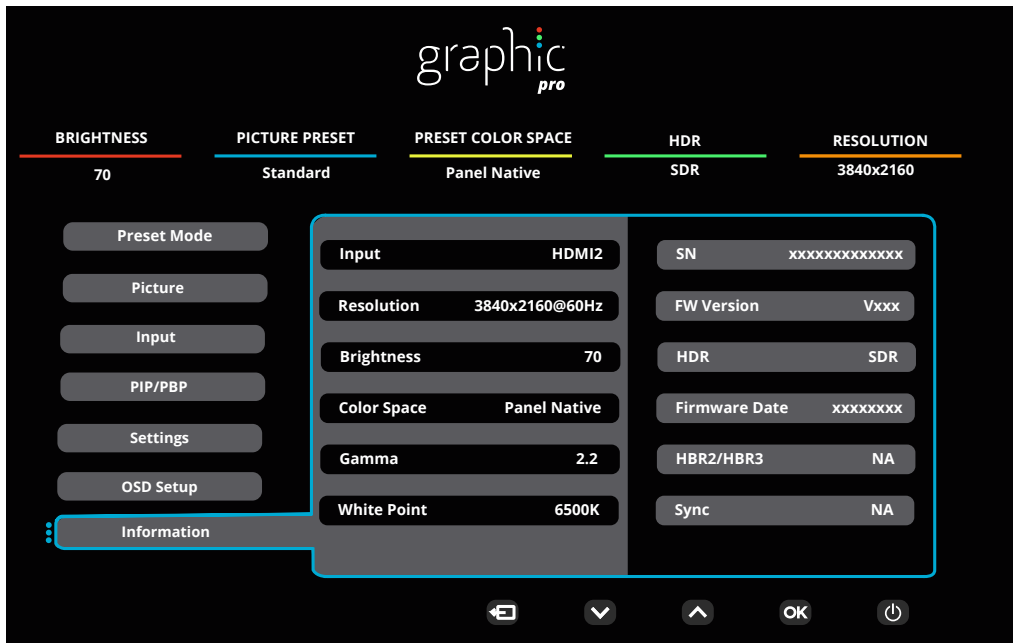 graphic
pro
BRIGHTNESS PICTURE PRESET PRESET COLOR SPACE HDR RESOLUTION
70 Standard Panel Native SDR 3840x2160
Preset Mode
Picture
Input
PIP/PBP
Settings
OSD Setup
Information
Input HDMI2
Resolution 3840x2160@60Hz
Brightness 70
Color Space Panel Native
Gamma 2.2
White Point 6500K
SN xxxxxxxxxxxxx
FW Version Vxxx
HDR SDR
Firmware Date xxxxxxxx
HBR2/HBR3 NA
Sync NA
OK